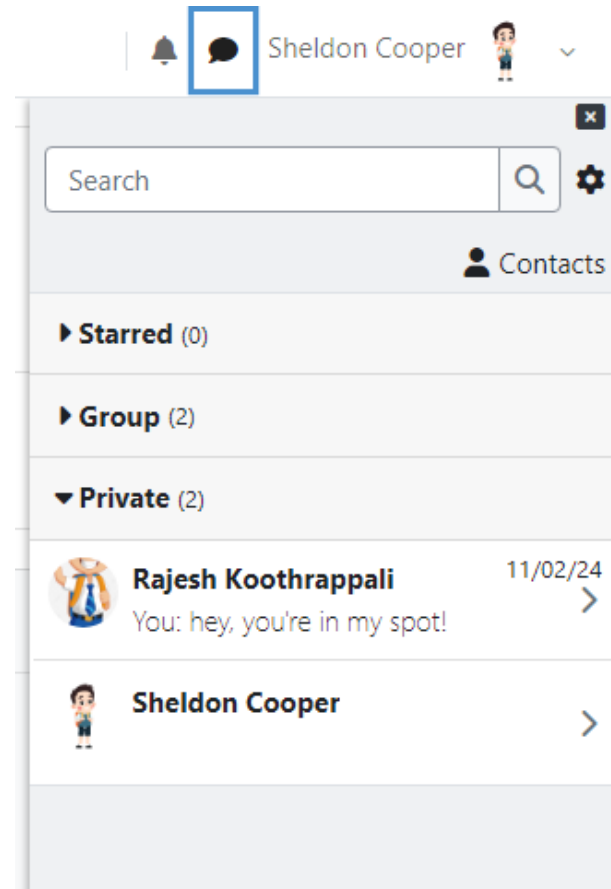 Sheldon Cooper
Search
Contacts
Starred (0)
Group (2)
Private (2)
Rajesh Koothrappali 11/02/24
You: hey, you're in my spot!
Sheldon Cooper